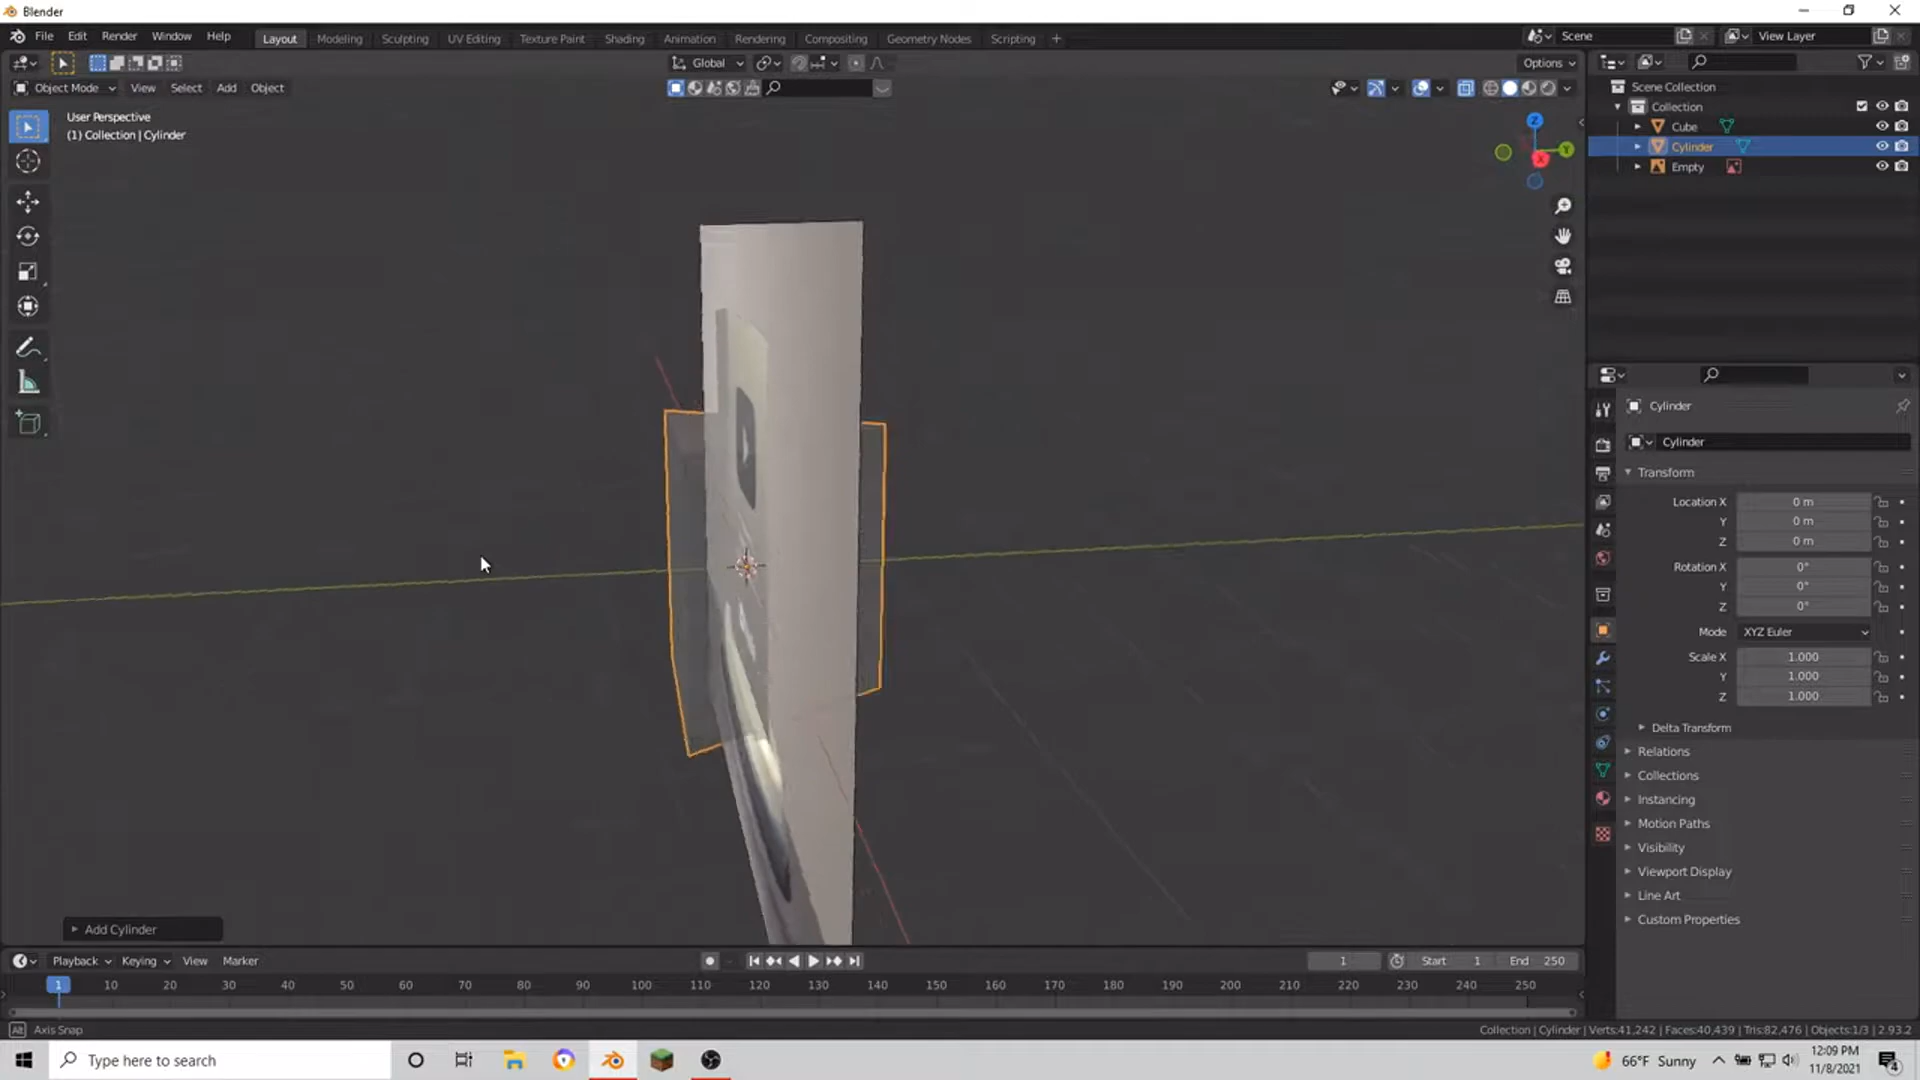 Blender
File Edit Render Window Help Layout Modeling Sculpting UV Editing Texture Paint Shading Animation Rendering Compositing Geometry Nodes Scripting + Scene View Layer
Global Options
Object Mode View Select Add Object
User Perspective
(1) Collection | Cylinder
Z
Y
X
Scene Collection
Collection
Cube
Cylinder
Empty
Cylinder
Cylinder
Transform
Location X 0 m
Y 0 m
Z 0 m
Rotation X 0°
Y 0°
Z 0°
Mode XYZ Euler
Scale X 1.000
Y 1.000
Z 1.000
Delta Transform
Relations
Collections
Instancing
Motion Paths
Visibility
Viewport Display
Line Art
Custom Properties
Add Cylinder
Playback Keying View Marker 1 Start 1 End 250
1 10 20 30 40 50 60 70 80 90 100 110 120 130 140 150 160 170 180 190 200 210 220 230 240 250
Alt Axis Snap
Collection | Cylinder | Verts:41,242 | Faces:40,439 | Tris:82,476 | Objects:1/3 | 2.93.2
Type here to search
66°F Sunny
12:09 PM
11/8/2021
4